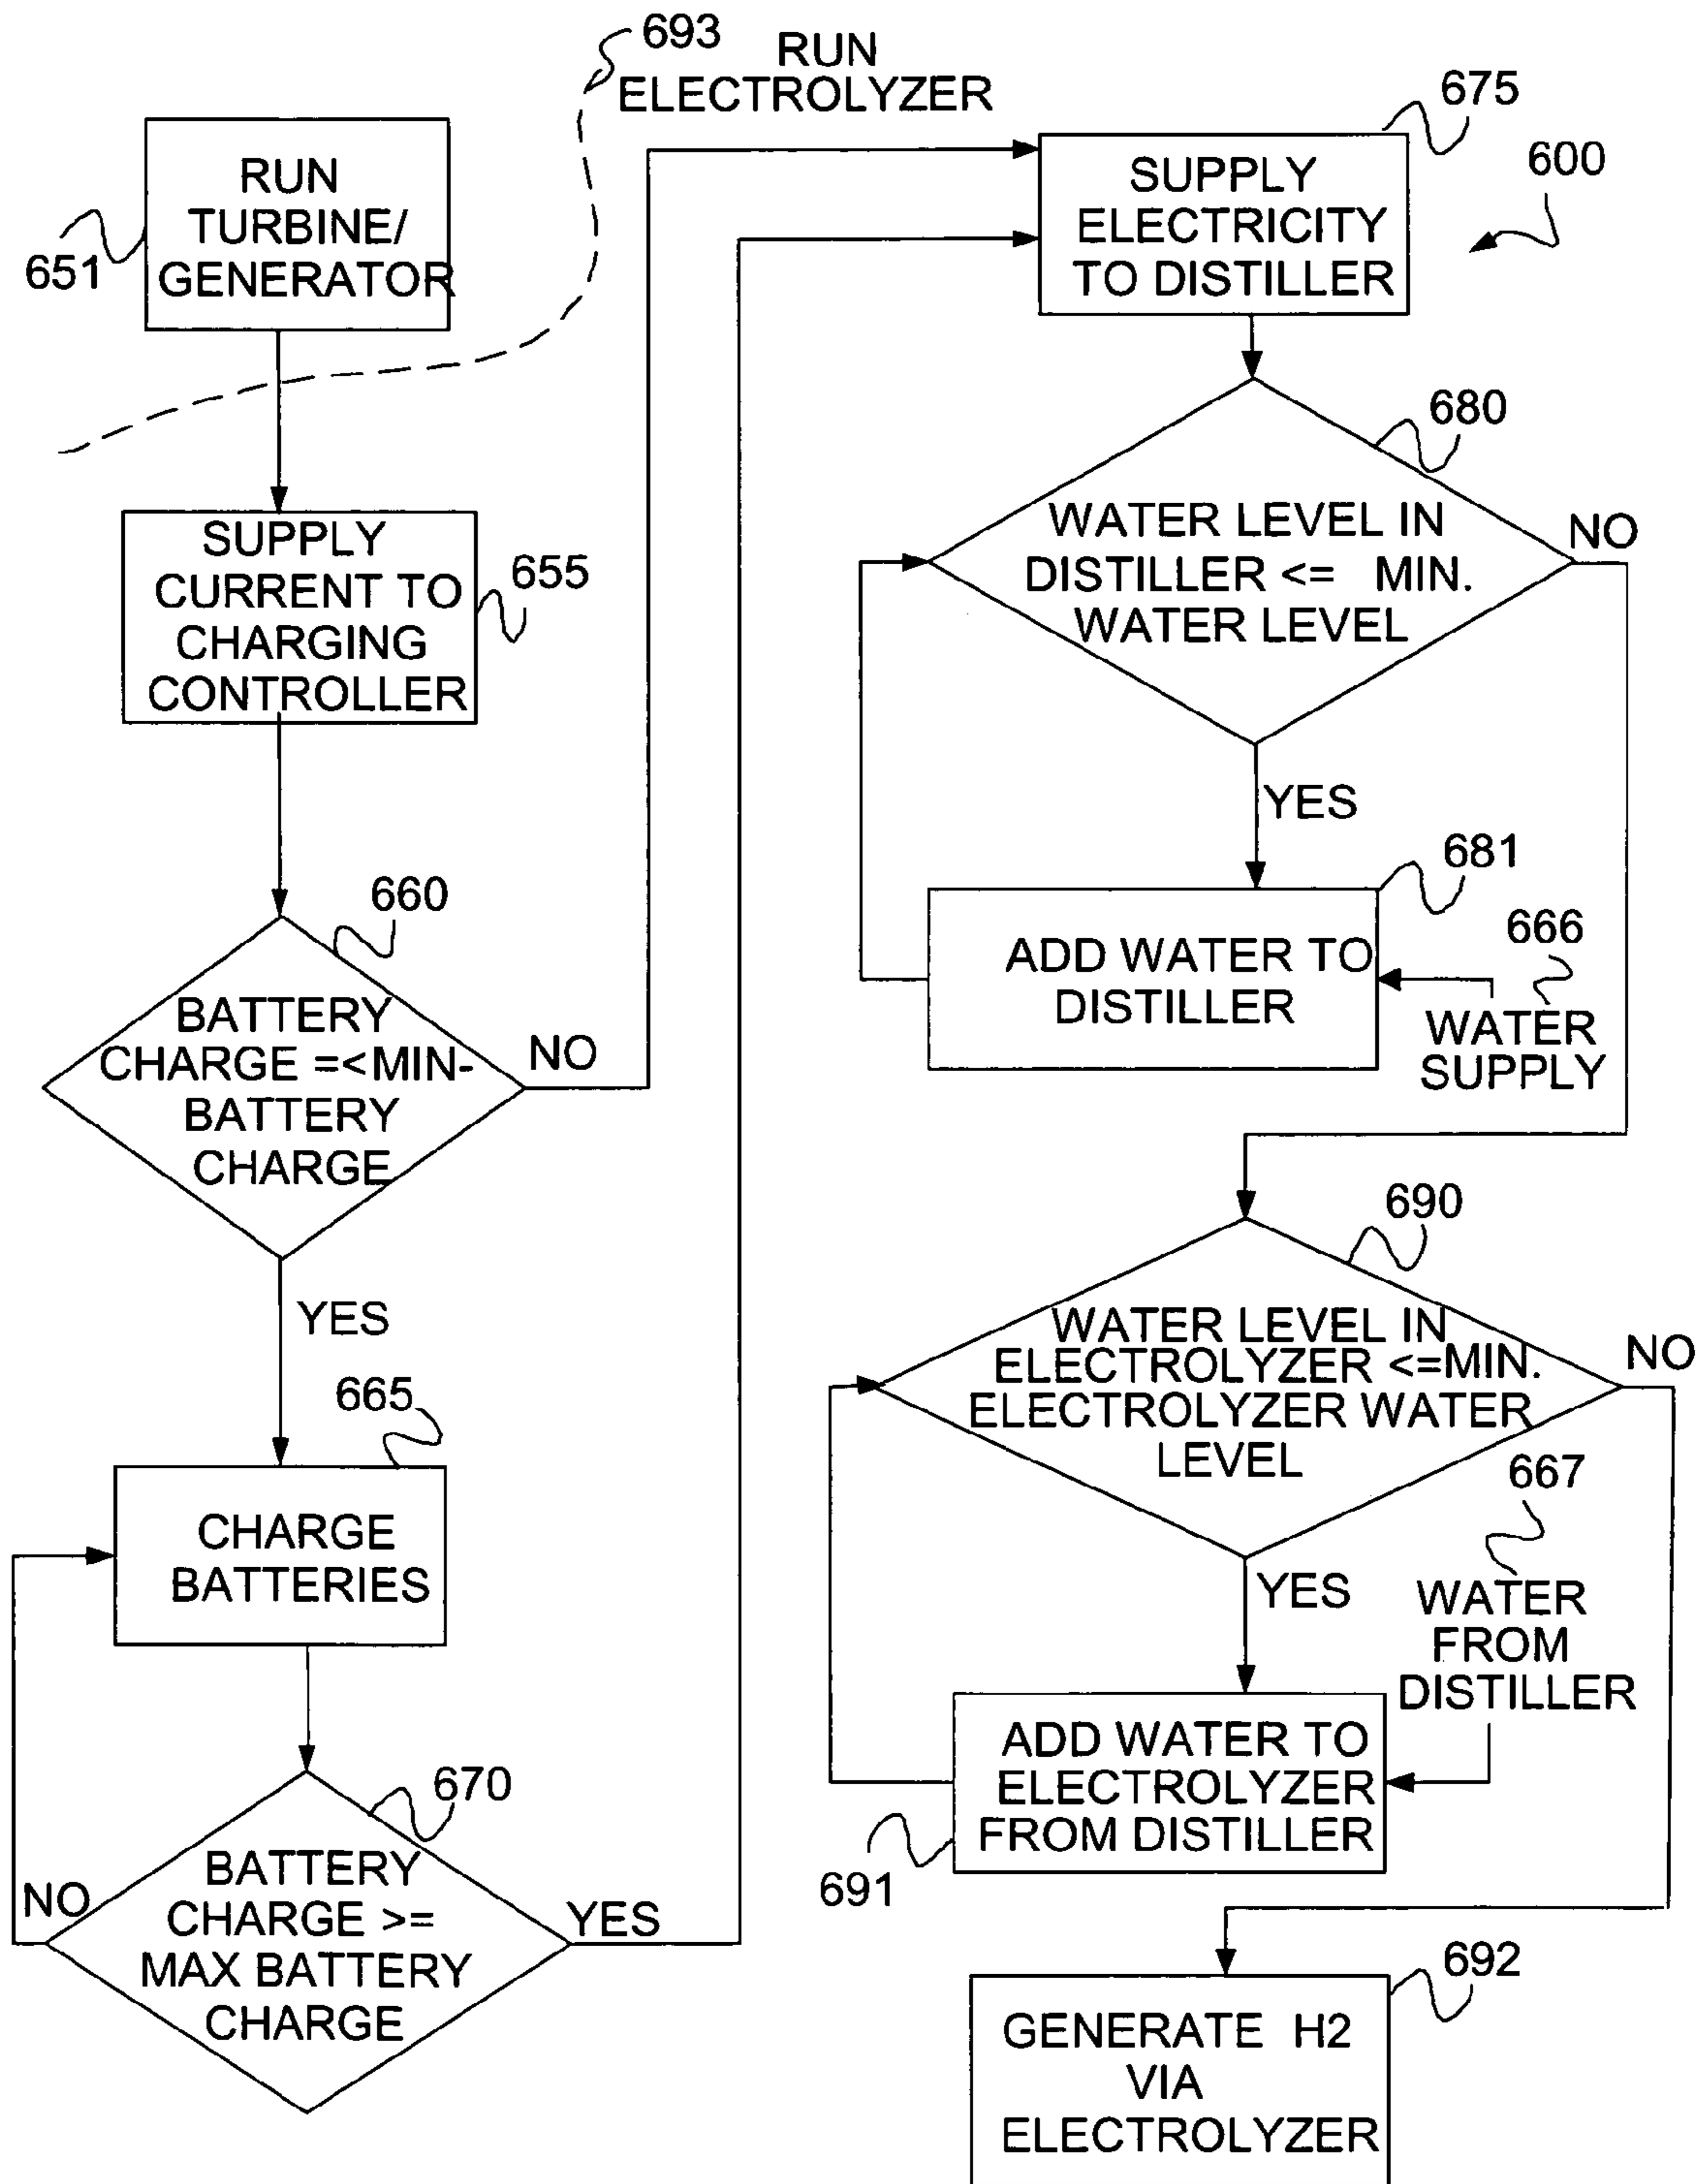 693
RUN
ELECTROLYZER
675
600
RUN
TURBINE/
GENERATOR
651
SUPPLY
ELECTRICITY
TO DISTILLER
680
WATER LEVEL IN
DISTILLER <= MIN.
WATER LEVEL
NO
YES
SUPPLY
CURRENT TO
CHARGING
CONTROLLER
655
681
ADD WATER TO
DISTILLER
666
WATER
SUPPLY
660
BATTERY
CHARGE =<MIN-
BATTERY
CHARGE
NO
YES
690
WATER LEVEL IN
ELECTROLYZER <=MIN.
ELECTROLYZER WATER
LEVEL
NO
YES
665
CHARGE
BATTERIES
667
WATER
FROM
DISTILLER
ADD WATER TO
ELECTROLYZER
FROM DISTILLER
691
670
BATTERY
CHARGE >=
MAX BATTERY
CHARGE
NO
YES
692
GENERATE H2
VIA
ELECTROLYZER